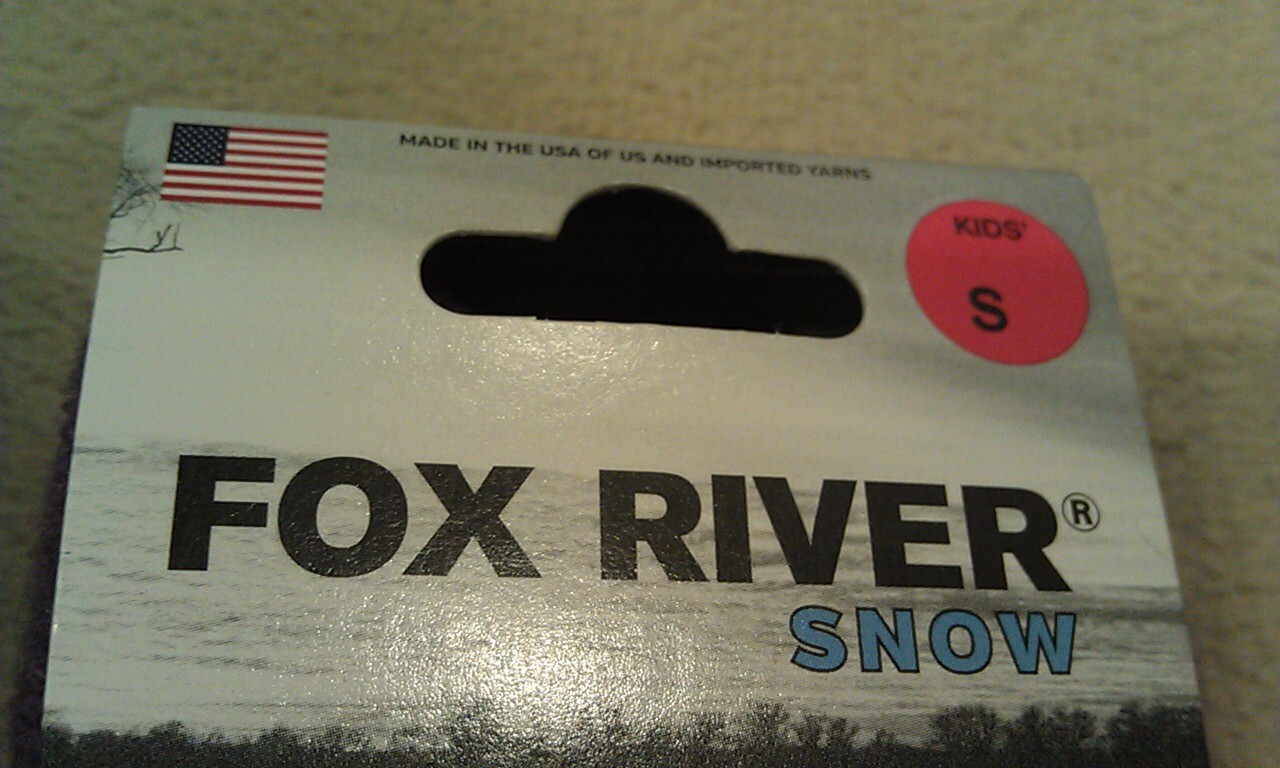 MADE IN THE USA OF US AND IMPORTED YARNS
KIDS'
S
FOX RIVER®
SNOW